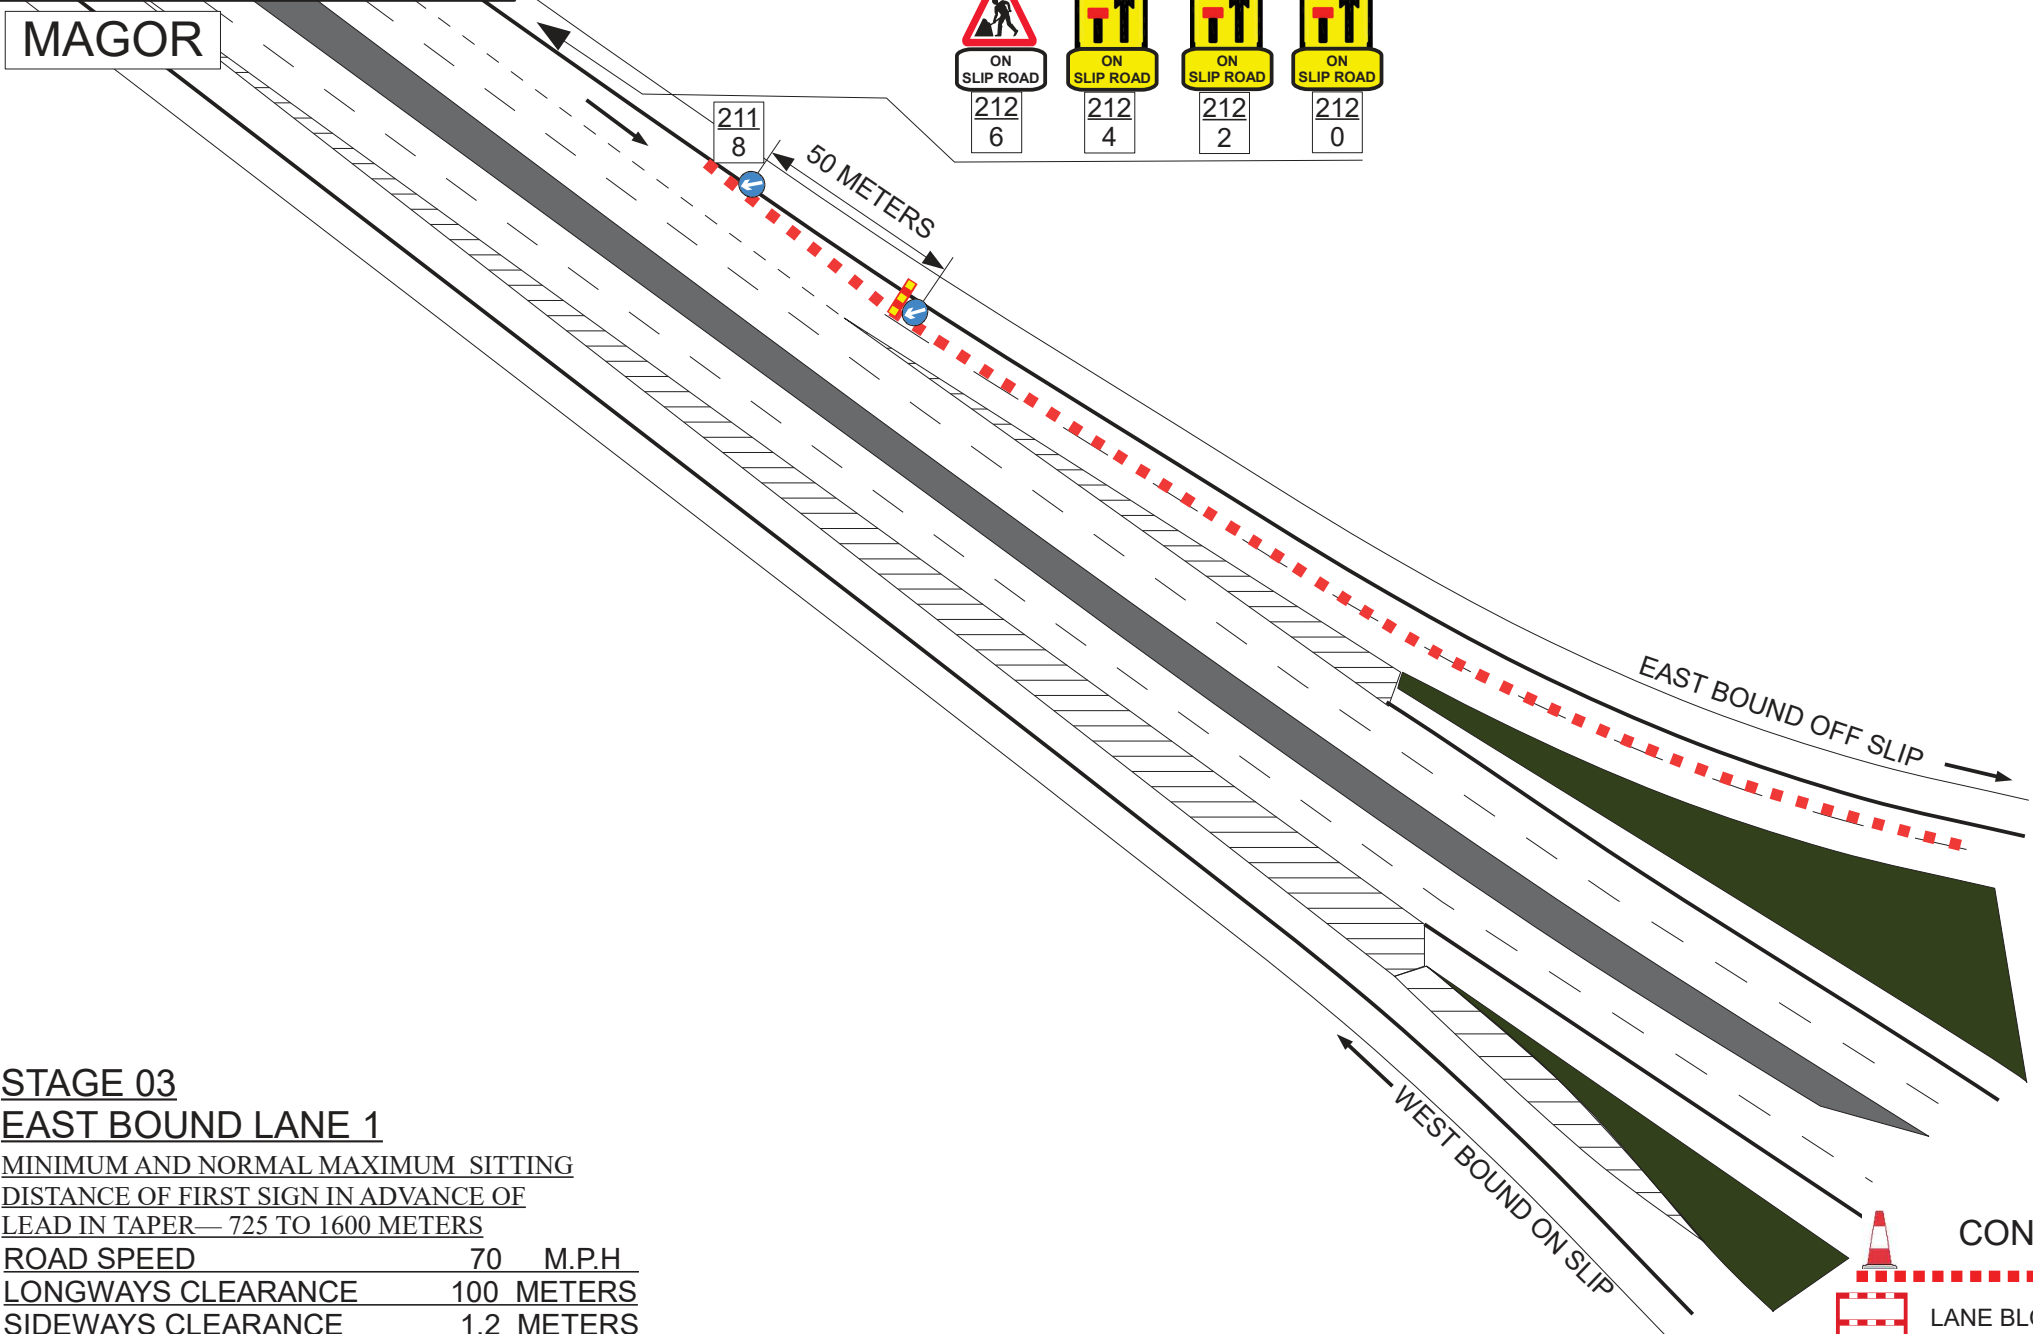 MAGOR
ON
SLIP ROAD
212
6
ON
SLIP ROAD
212
4
ON
SLIP ROAD
212
2
ON
SLIP ROAD
212
0
211
8
50 METERS
EAST BOUND OFF SLIP
WEST BOUND ON SLIP
STAGE 03
EAST BOUND LANE 1
MINIMUM AND NORMAL MAXIMUM SITTING
DISTANCE OF FIRST SIGN IN ADVANCE OF
LEAD IN TAPER— 725 TO 1600 METERS
ROAD SPEED 70 M.P.H
LONGWAYS CLEARANCE 100 METERS
SIDEWAYS CLEARANCE 1.2 METERS
CON
LANE BLO